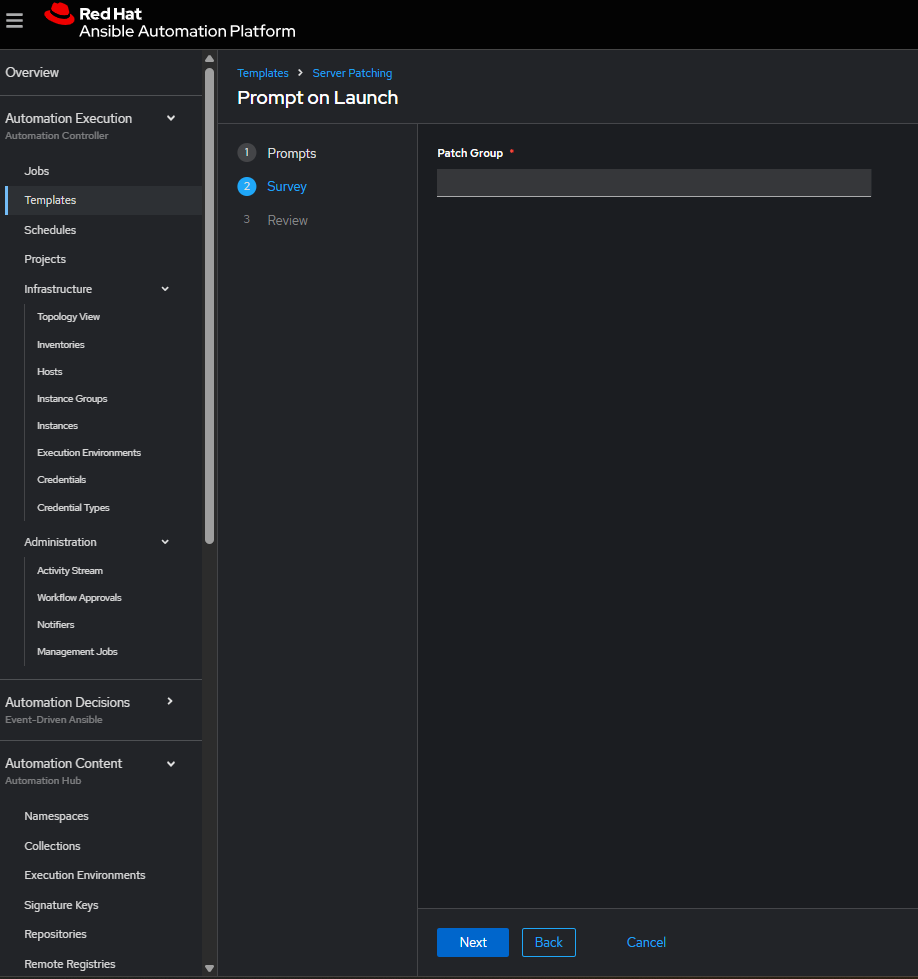 Red Hat
Ansible Automation Platform
Overview
Automation Execution
Automation Controller
Jobs
Templates
Schedules
Projects
Infrastructure
Topology View
Inventories
Hosts
Instance Groups
Instances
Execution Environments
Credentials
Credential Types
Administration
Activity Stream
Workflow Approvals
Notifiers
Management Jobs
Automation Decisions
Event-Driven Ansible
Automation Content
Automation Hub
Namespaces
Collections
Execution Environments
Signature Keys
Repositories
Remote Registries
Templates > Server Patching
Prompt on Launch
1 Prompts
2 Survey
3 Review
Patch Group *
Next Back Cancel